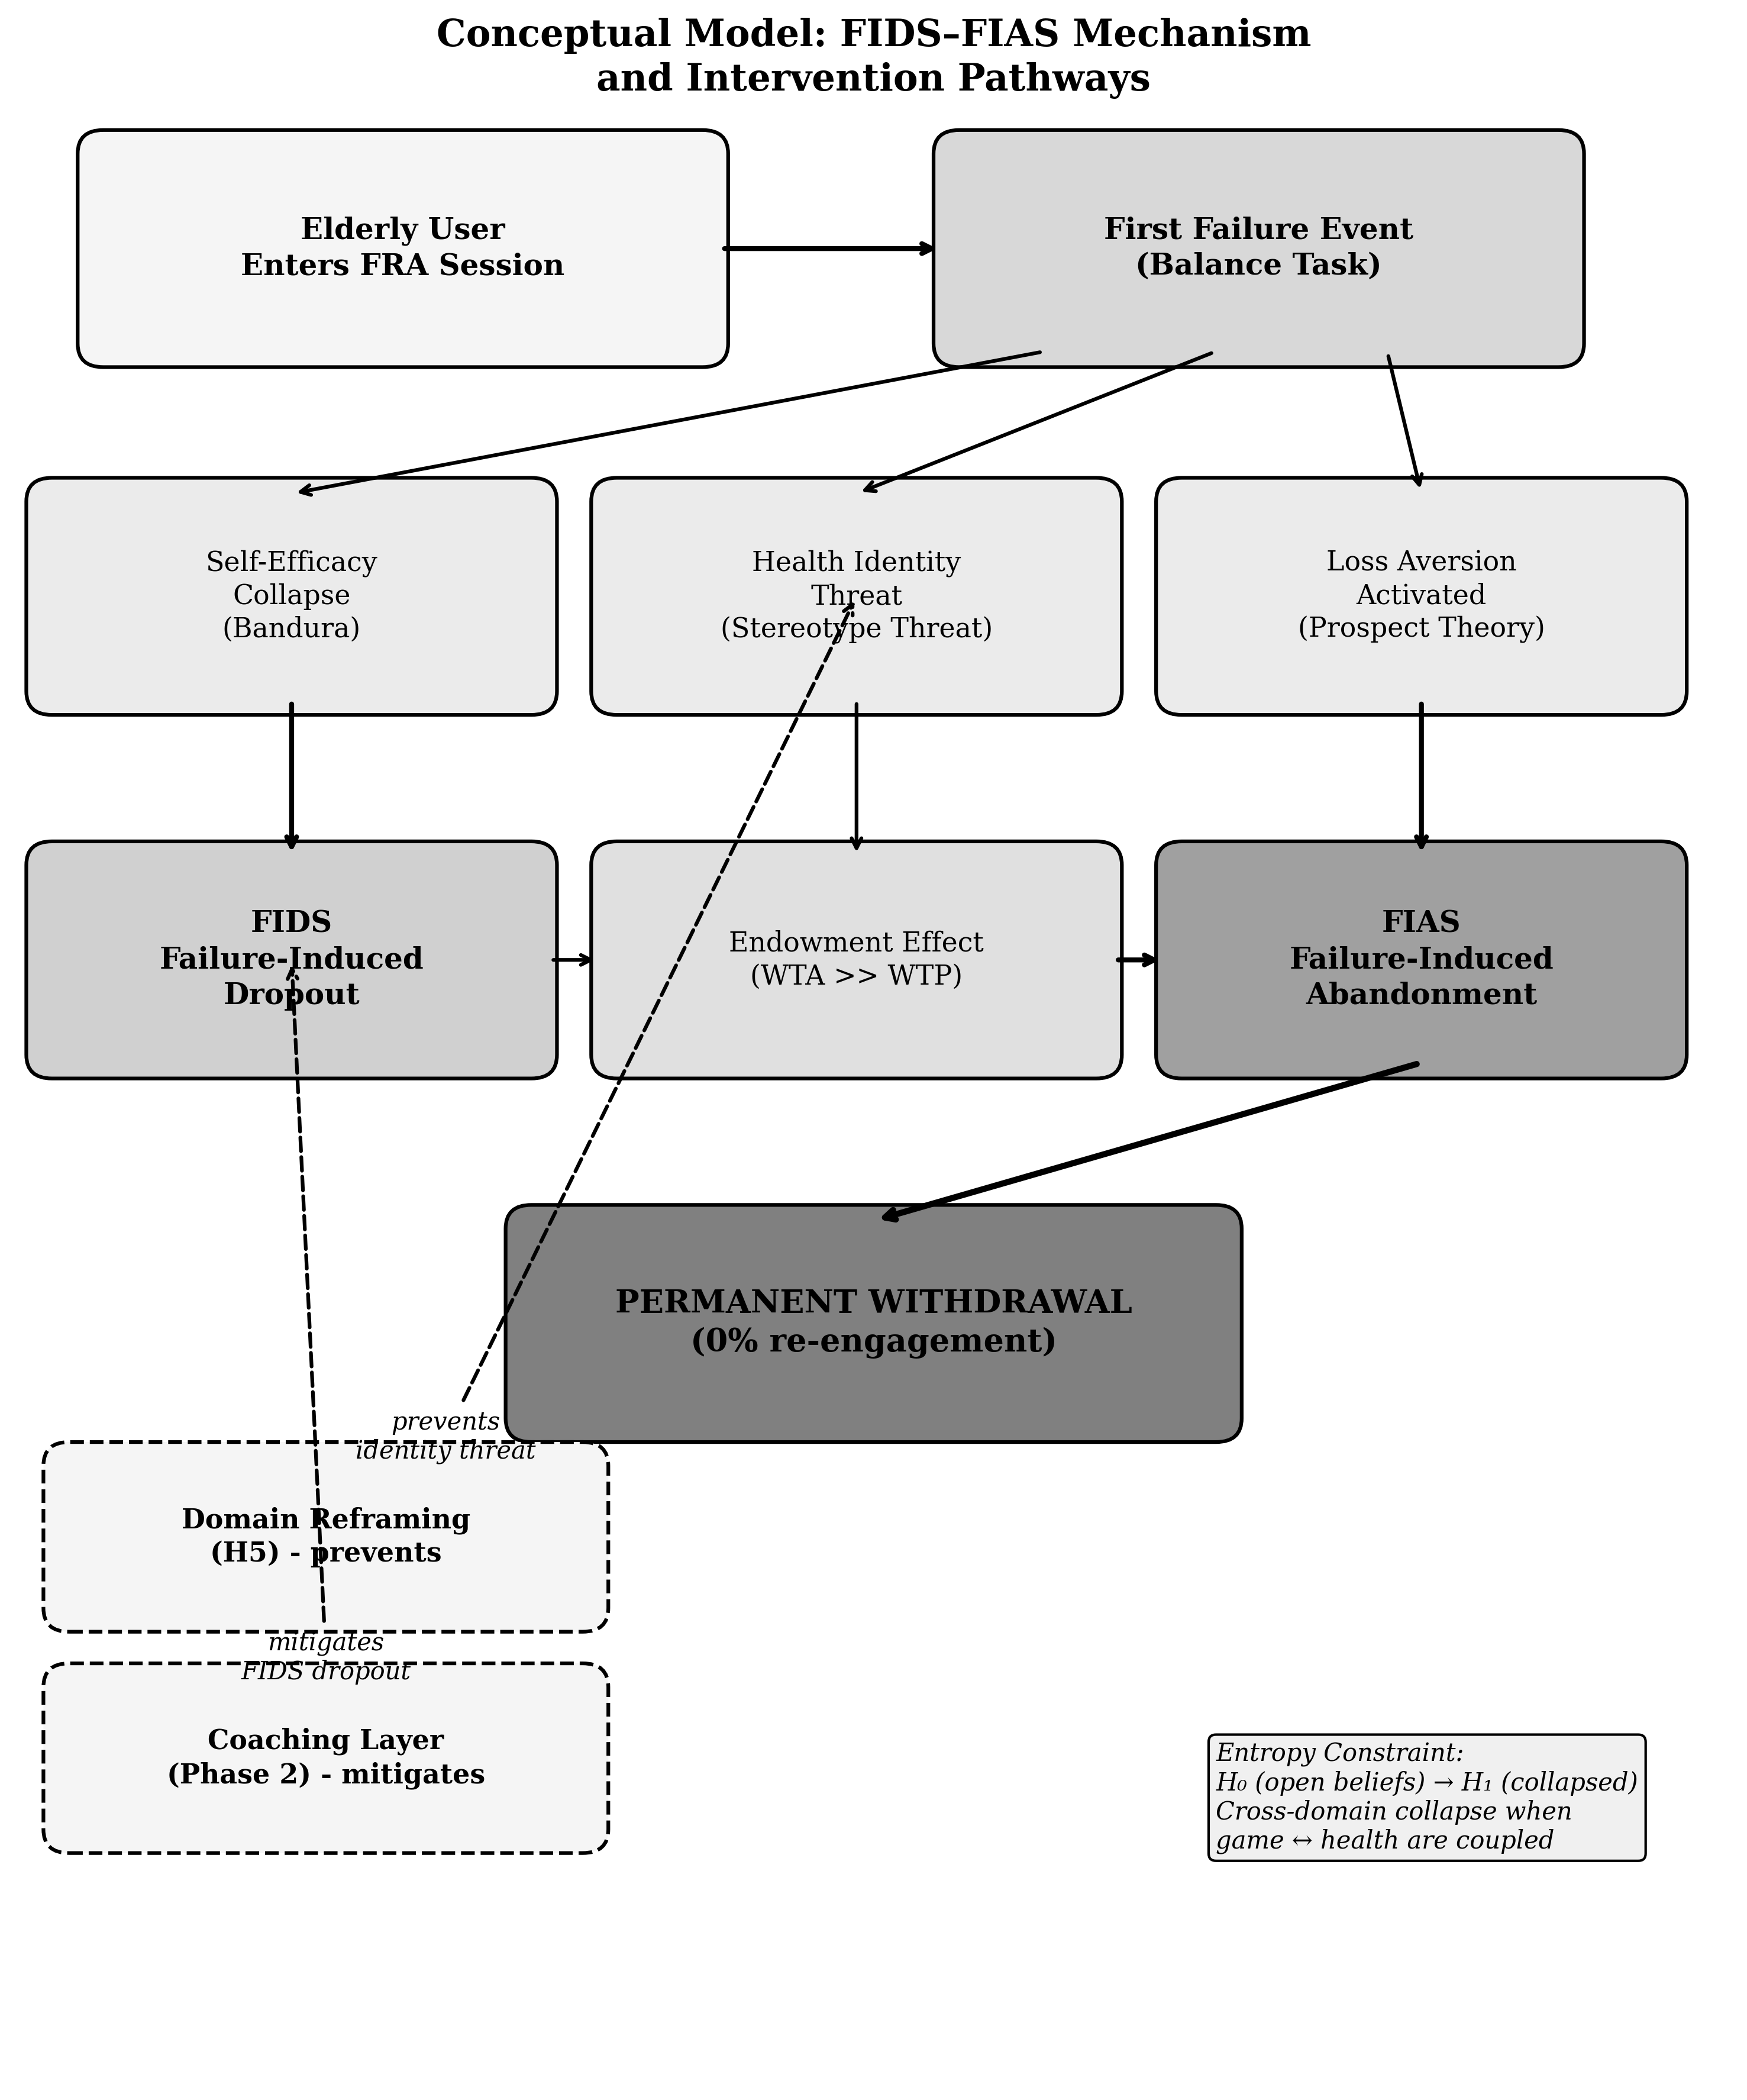 Conceptual Model: FIDS–FIAS Mechanism
and Intervention Pathways
Elderly User
Enters FRA Session
First Failure Event
(Balance Task)
Self-Efficacy
Collapse
(Bandura)
Health Identity
Threat
(Stereotype Threat)
Loss Aversion
Activated
(Prospect Theory)
FIDS
Failure-Induced
Dropout
Endowment Effect
(WTA >> WTP)
FIAS
Failure-Induced
Abandonment
PERMANENT WITHDRAWAL
(0% re-engagement)
prevents
identity threat
Domain Reframing
(H5) - prevents
mitigates
FIDS dropout
Coaching Layer
(Phase 2) - mitigates
Entropy Constraint:
H₀ (open beliefs) → H₁ (collapsed)
Cross-domain collapse when
game ↔ health are coupled